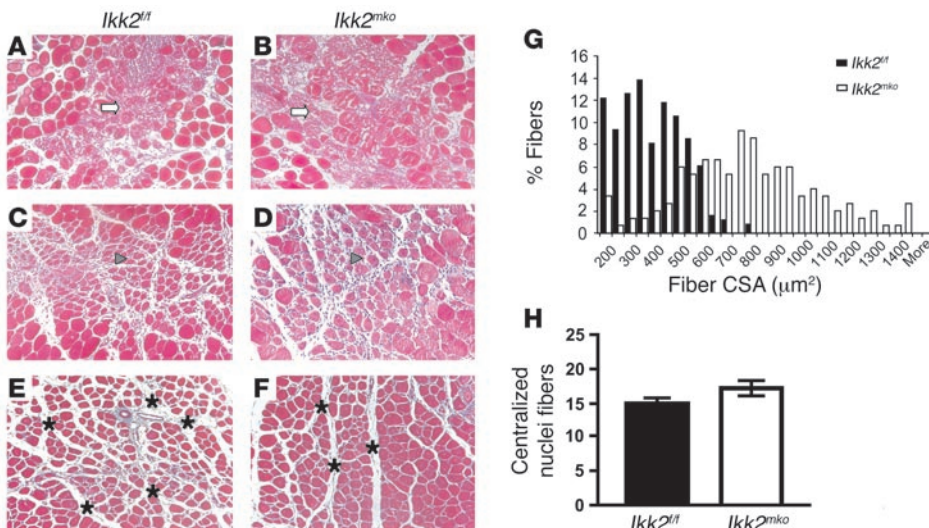 Ikk2f/f
Ikk2mko
A
B
C
D
E
F
G
16
14
12
10
8
6
4
2
0
% Fibers
Ikk2f/f
Ikk2mko
200
300
400
500
600
700
800
900
1000
1100
1200
1300
1400
More
Fiber CSA (μm²)
H
25
20
15
15
5
0
Centralized
nuclei fibers
Ikk2f/f
Ikk2mko